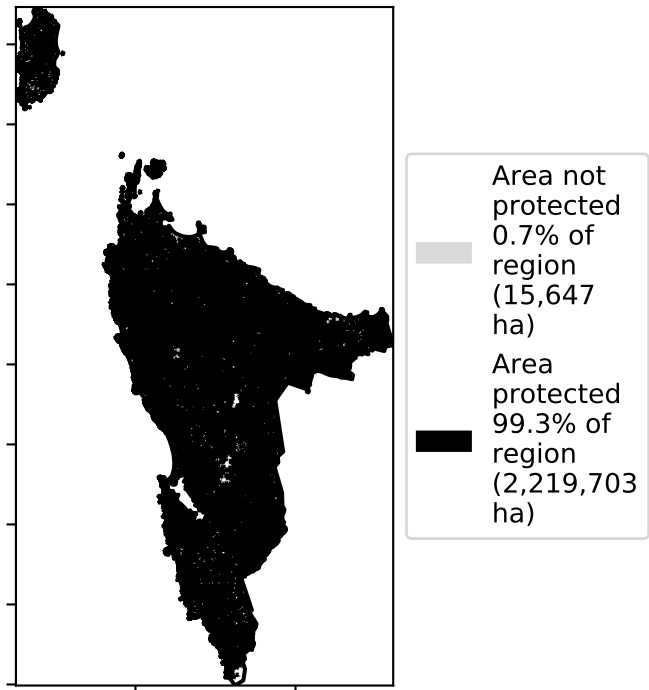 Area not
protected
0.7% of
region
(15,647
ha)
Area
protected
99.3% of
region
(2,219,703
ha)